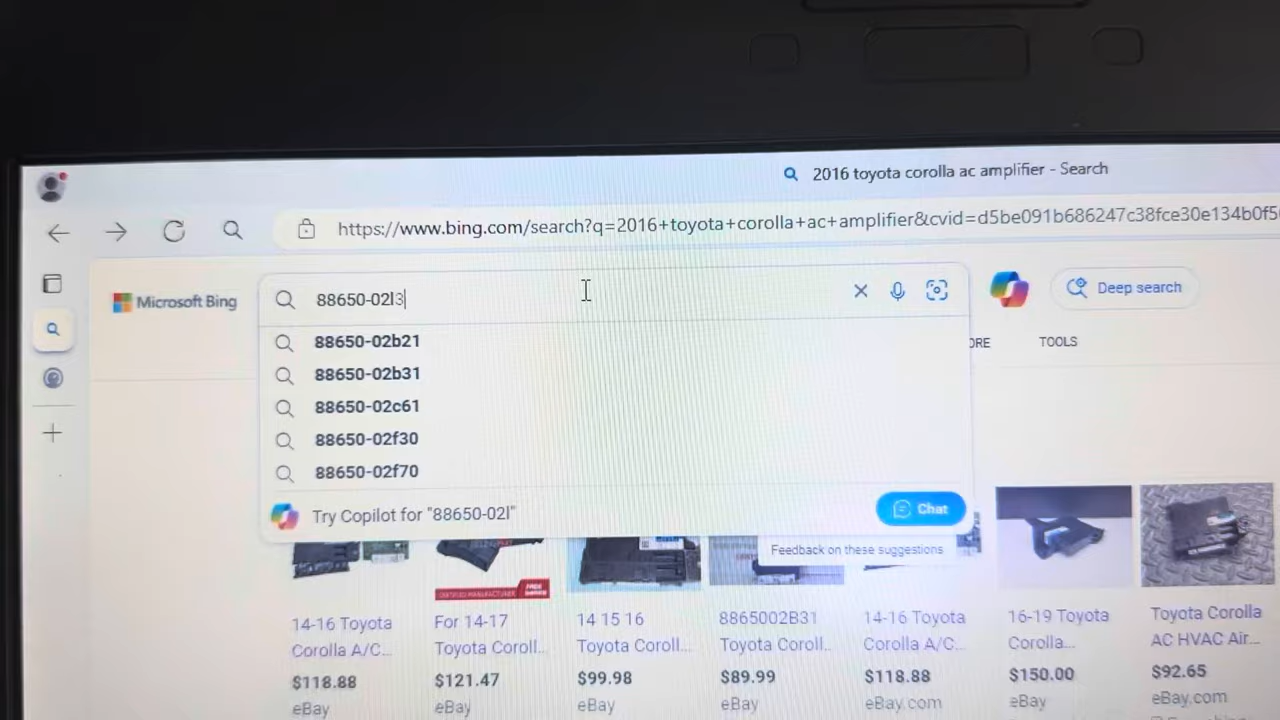 2016 toyota corolla ac amplifier - Search
https://www.bing.com/search?q=2016+toyota+corolla+ac+amplifier&cvid=d5be091b686247c38fce30e134b0f5
Microsoft Bing
88650-02l3
Deep search
88650-02b21
ORE
TOOLS
88650-02b31
88650-02c61
88650-02f30
88650-02f70
Try Copilot for "88650-02l"
Chat
Feedback on these suggestions
14-16 Toyota
Corolla A/C...
$118.88
eBay
For 14-17
Toyota Coroll...
$121.47
eBay
14 15 16
Toyota Coroll...
$99.98
eBay
8865002B31
Toyota Coroll...
$89.99
eBay
14-16 Toyota
Corolla A/C...
$118.88
eBay.com
16-19 Toyota
Corolla...
$150.00
eBay
Toyota Corolla
AC HVAC Air...
$92.65
eBay.com